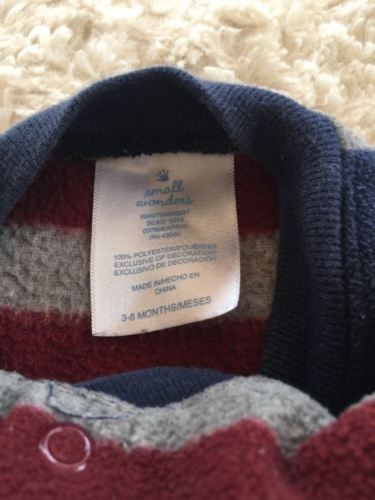 small
wonders
100% POLYESTER/POLIÉSTER
EXCLUSIVE OF DECORATION/
EXCLUSIVO DE DECORACIÓN
MADE IN/HECHO EN
CHINA
3-6 MONTHS/MESES